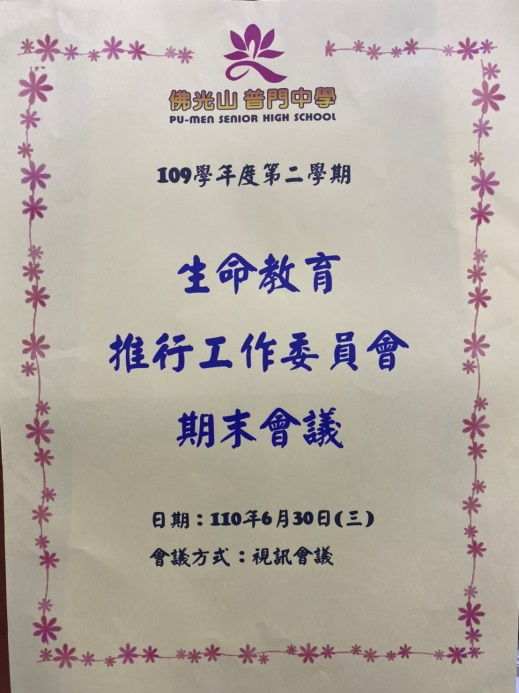 佛光山 普門中學
PU-MEN SENIOR HIGH SCHOOL
109學年度第二學期
生命教育
推行工作委員會
期末會議
日期：110年6月30日(三)
會議方式：視訊會議